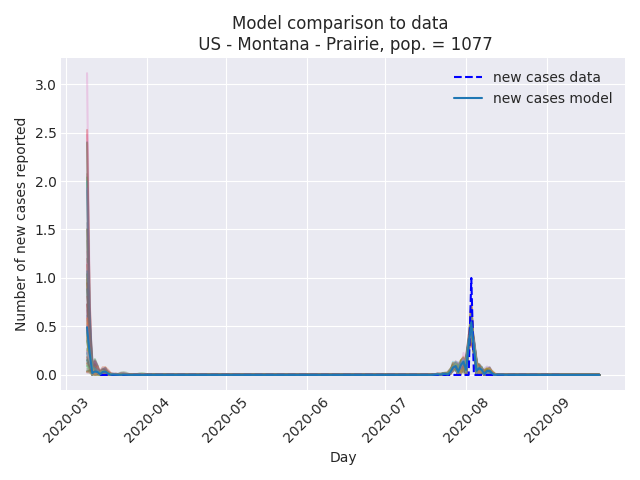 Model comparison to data
US - Montana - Prairie, pop. = 1077
new cases data
new cases model
Number of new cases reported
3.0
2.5
2.0
1.5
1.0
0.5
0.0
2020-03
2020-04
2020-05
2020-06
2020-07
2020-08
2020-09
Day